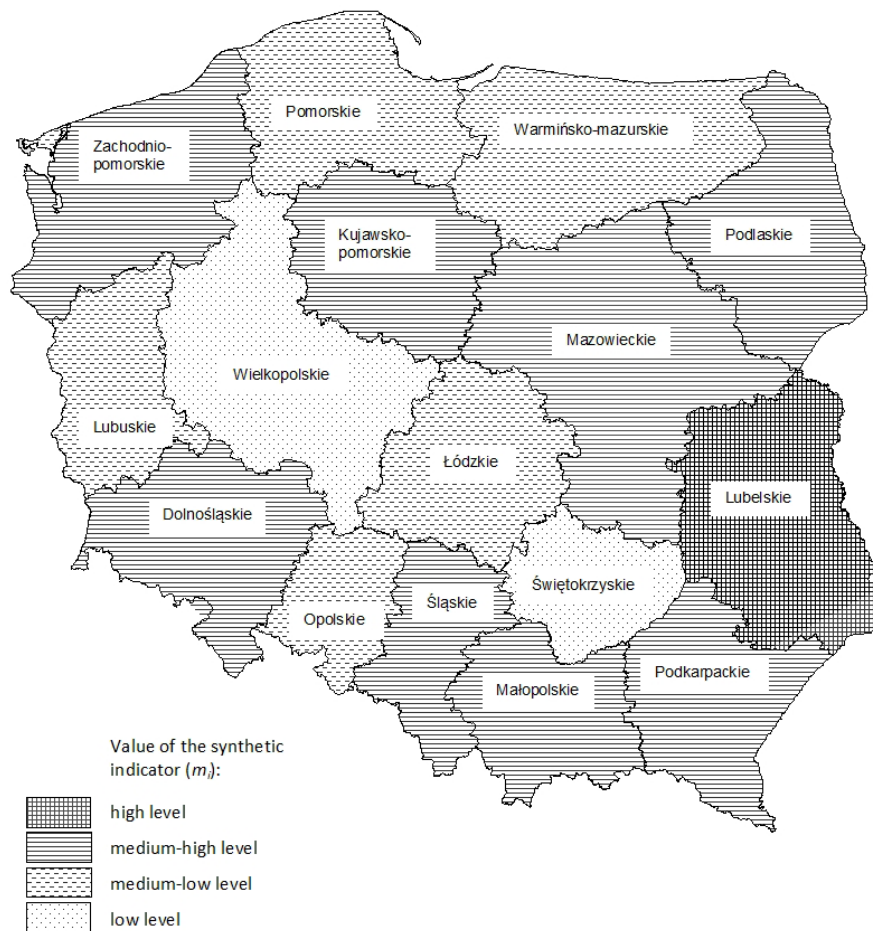 Pomorskie
Warmińsko-mazurskie
Zachodnio-
pomorskie
Kujawsko-
pomorskie
Podlaskie
Mazowieckie
Wielkopolskie
Lubuskie
Łódzkie
Lubelskie
Dolnośląskie
Świętokrzyskie
Śląskie
Opolskie
Podkarpackie
Małopolskie
Value of the synthetic
indicator (mᵢ):
high level
medium-high level
medium-low level
low level